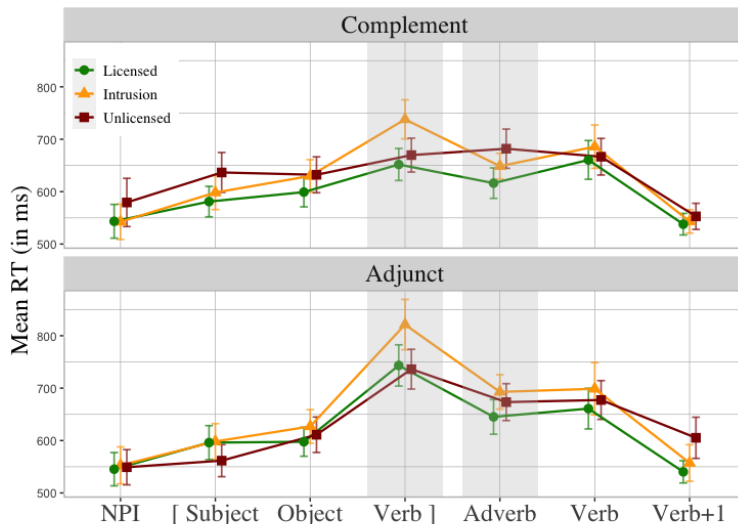 Complement
Licensed
Intrusion
Unlicensed
800
700
600
500
Mean RT (in ms)
Adjunct
800
700
600
500
NPI [ Subject Object Verb ] Adverb Verb Verb+1